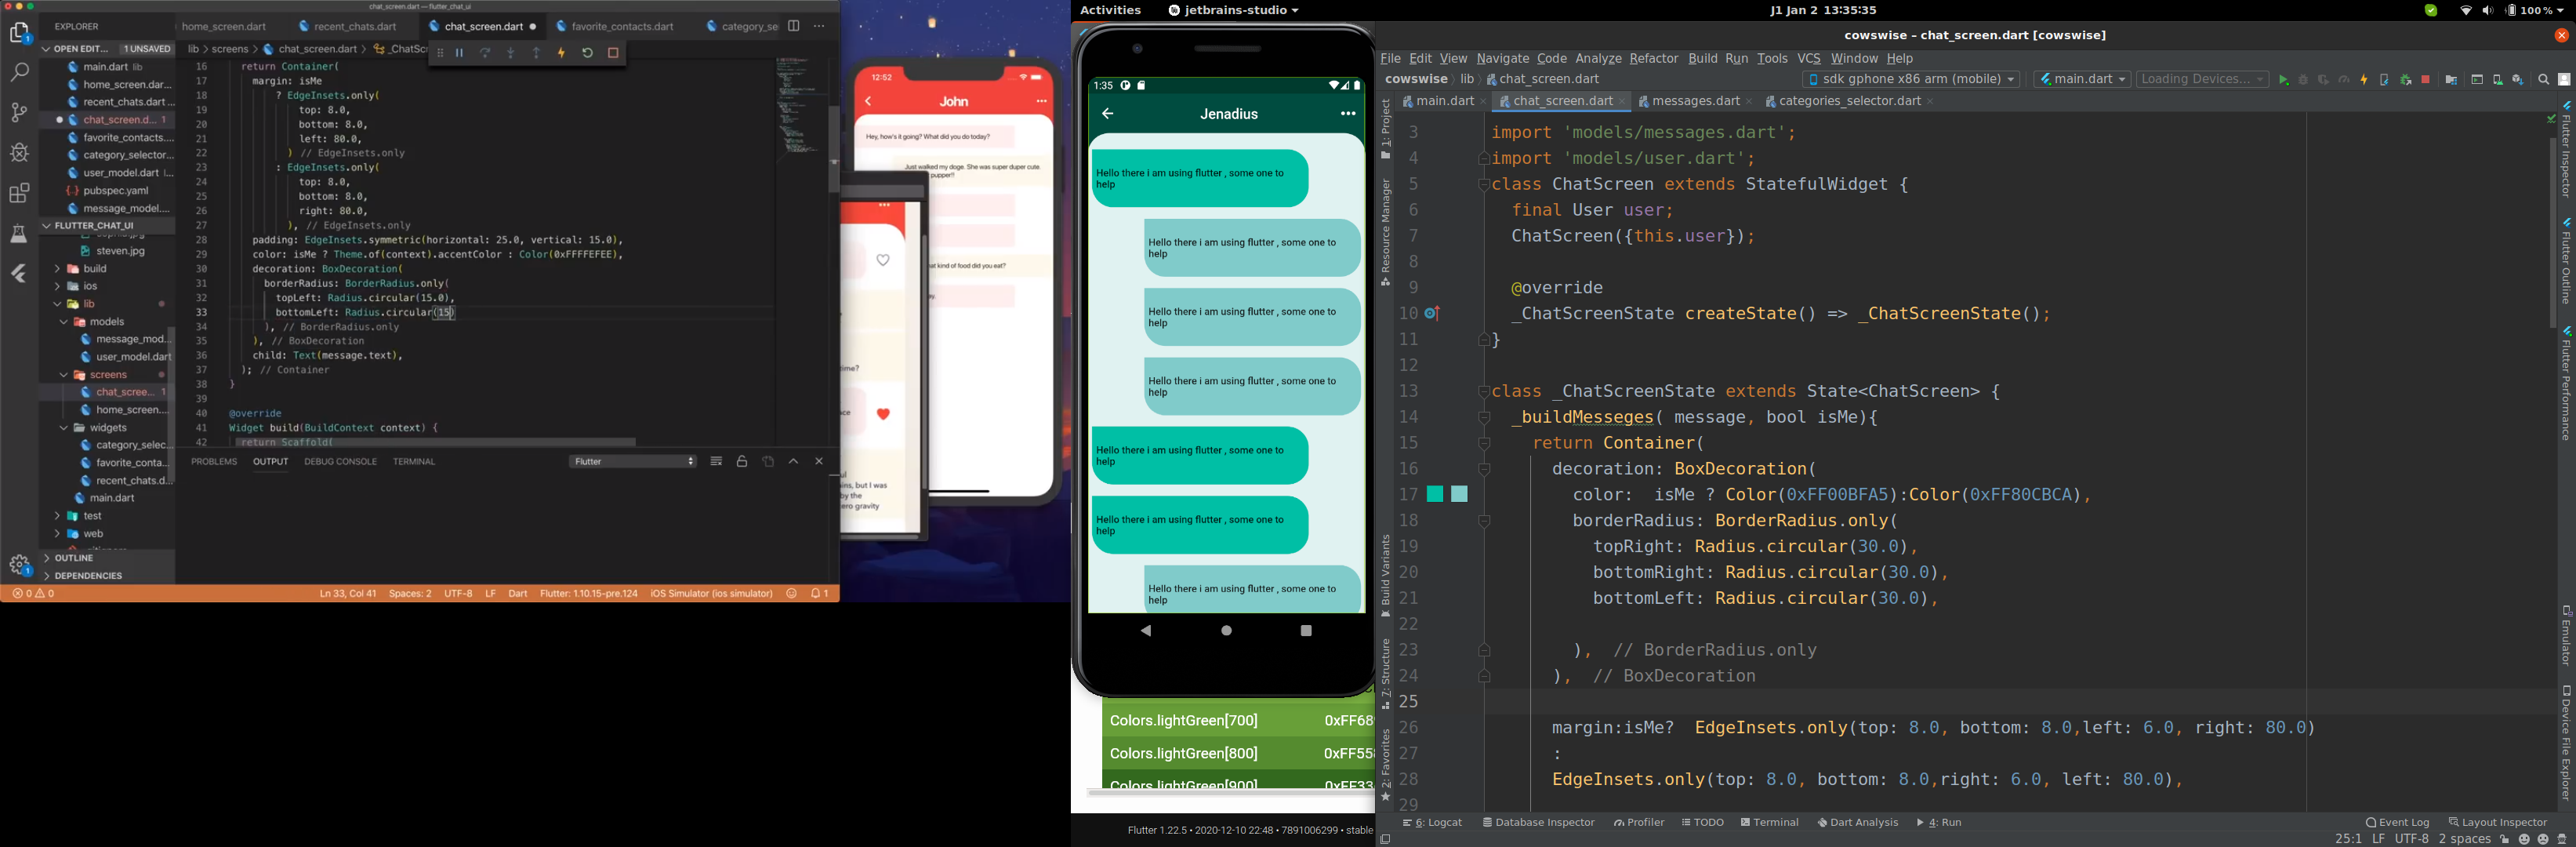 chat_screen.dart — flutter_chat_ui
EXPLORER
home_screen.dart
recent_chats.dart
chat_screen.dart
favorite_contacts.dart
category_se
OPEN EDIT... 1 UNSAVED
lib > screens > chat_screen.dart > _ChatSc
main.dart lib
home_screen.dar...
recent_chats.dart ...
chat_screen.d... 1
favorite_contacts...
category_selector...
user_model.dart l...
pubspec.yaml
message_model....
FLUTTER_CHAT_UI
steven.jpg
build
ios
lib
models
message_mod...
user_model.dart
screens
chat_scree... 1
home_screen....
widgets
category_selec...
favorite_conta...
recent_chats.d...
main.dart
test
web
OUTLINE
DEPENDENCIES
16 return Container(
17 margin: isMe
18 ? EdgeInsets.only(
19 top: 8.0,
20 bottom: 8.0,
21 left: 80.0,
22 ) // EdgeInsets.only
23 : EdgeInsets.only(
24 top: 8.0,
25 bottom: 8.0,
26 right: 80.0,
27 ), // EdgeInsets.only
28 padding: EdgeInsets.symmetric(horizontal: 25.0, vertical: 15.0),
29 color: isMe ? Theme.of(context).accentColor : Color(0xFFFFEFEE),
30 decoration: BoxDecoration(
31 borderRadius: BorderRadius.only(
32 topLeft: Radius.circular(15.0),
33 bottomLeft: Radius.circular(15)
34 ), // BorderRadius.only
35 ), // BoxDecoration
36 child: Text(message.text),
37 ); // Container
38 }
39
40 @override
41 Widget build(BuildContext context) {
42 return Scaffold(
PROBLEMS OUTPUT DEBUG CONSOLE TERMINAL
Flutter
0 0
Ln 33, Col 41 Spaces: 2 UTF-8 LF Dart Flutter: 1.10.15-pre.124 iOS Simulator (ios simulator) 1
12:52
John
Hey, how's it going? What did you do today?
Just walked my doge. She was super duper cute.
pupper!!
at kind of food did you eat?
ay.
ime?
ice
ul
ins, but I was
by the
ero gravity
Activities
jetbrains-studio
J1 Jan 2 13:35:35
100 %
1:35
Jenadius
Hello there i am using flutter , some one to
help
Hello there i am using flutter , some one to
help
Hello there i am using flutter , some one to
help
Hello there i am using flutter , some one to
help
Hello there i am using flutter , some one to
help
Hello there i am using flutter , some one to
help
Hello there i am using flutter , some one to
help
Colors.lightGreen[700] 0xFF68
Colors.lightGreen[800] 0xFF55
Colors.lightGreen[900] 0xFF33
Flutter 1.22.5 • 2020-12-10 22:48 • 7891006299 • stable
cowswise – chat_screen.dart [cowswise]
File Edit View Navigate Code Analyze Refactor Build Run Tools VCS Window Help
cowswise lib chat_screen.dart
sdk gphone x86 arm (mobile)
main.dart
Loading Devices...
main.dart
chat_screen.dart
messages.dart
categories_selector.dart
1: Project
Resource Manager
Build Variants
7: Structure
2: Favorites
3 import 'models/messages.dart';
4 import 'models/user.dart';
5 class ChatScreen extends StatefulWidget {
6 final User user;
7 ChatScreen({this.user});
8
9 @override
10 _ChatScreenState createState() => _ChatScreenState();
11 }
12
13 class _ChatScreenState extends State<ChatScreen> {
14 _buildMesseges( message, bool isMe){
15 return Container(
16 decoration: BoxDecoration(
17 color: isMe ? Color(0xFF00BFA5):Color(0xFF80CBCA),
18 borderRadius: BorderRadius.only(
19 topRight: Radius.circular(30.0),
20 bottomRight: Radius.circular(30.0),
21 bottomLeft: Radius.circular(30.0),
22
23 ), // BorderRadius.only
24 ), // BoxDecoration
25
26 margin:isMe? EdgeInsets.only(top: 8.0, bottom: 8.0,left: 6.0, right: 80.0)
27 :
28 EdgeInsets.only(top: 8.0, bottom: 8.0,right: 6.0, left: 80.0),
29
Flutter Inspector
Flutter Outline
Flutter Performance
Emulator
Device File Explorer
6: Logcat Database Inspector Profiler TODO Terminal Dart Analysis 4: Run
Event Log Layout Inspector
25:1 LF UTF-8 2 spaces